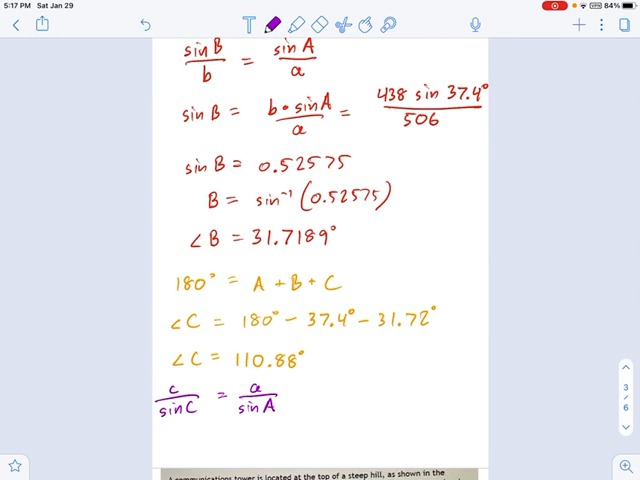 5:17 PM Sat Jan 29
84%
sin B / b = sin A / a
sin B = b • sin A / a = 438 sin 37.4° / 506
sin B = 0.52575
B = sin⁻¹ (0.52575)
∠B = 31.7189°
180° = A + B + C
∠C = 180° - 37.4° - 31.72°
∠C = 110.88°
c / sin C = a / sin A
3
/ 6
A communications tower is located at the top of a steep hill, as shown in the